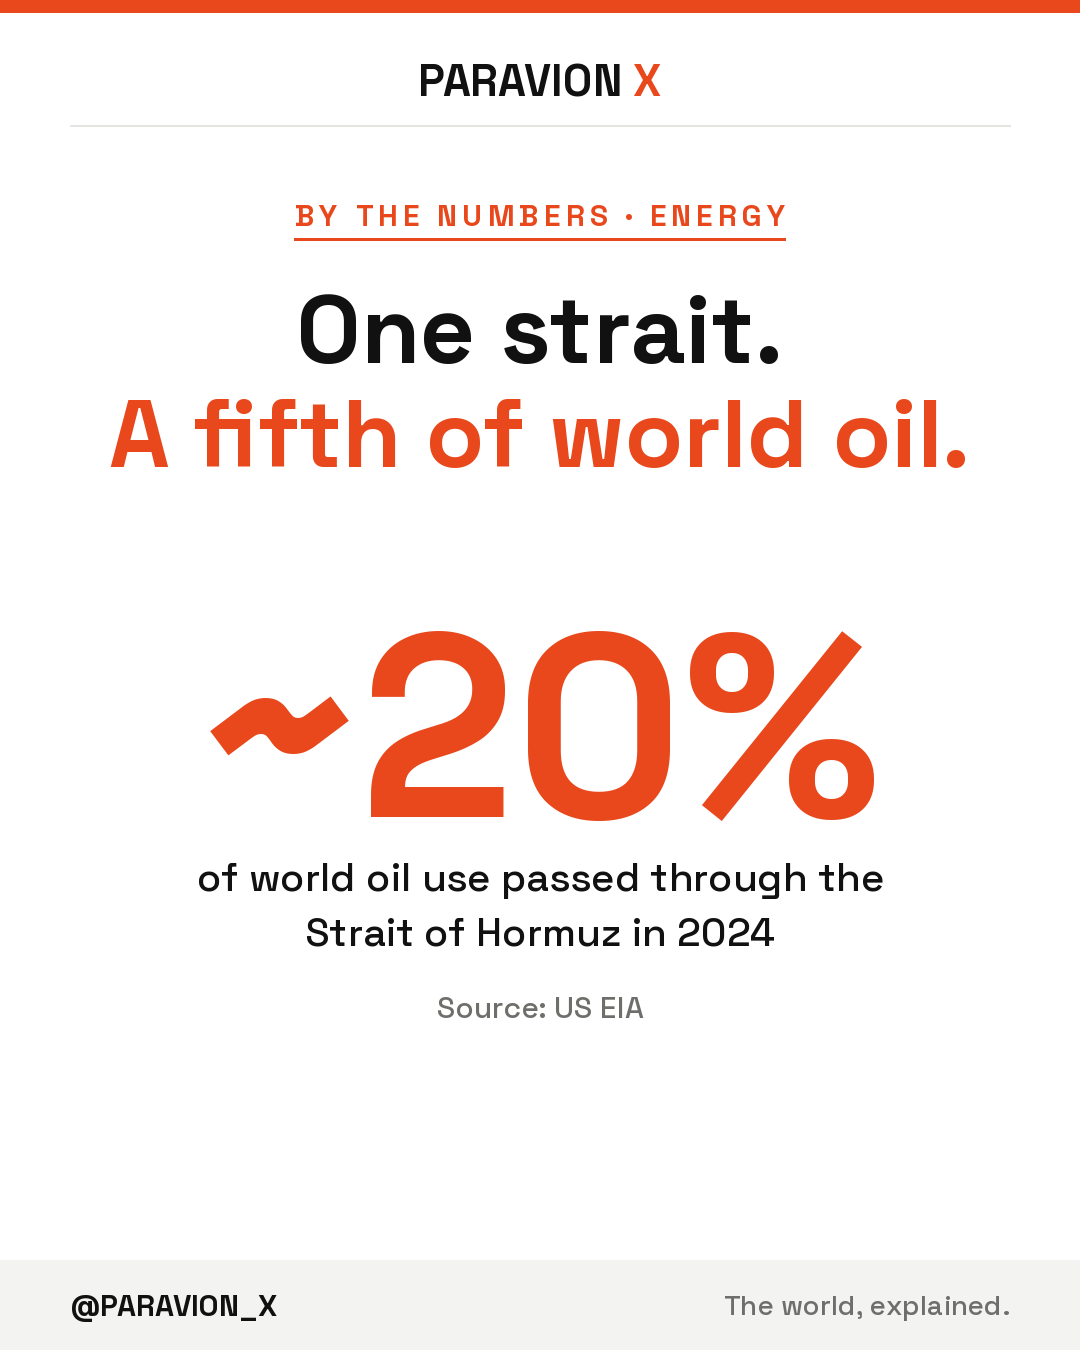 PARAVION X
BY THE NUMBERS · ENERGY
One strait.
A fifth of world oil.
~20%
of world oil use passed through the
Strait of Hormuz in 2024
Source: US EIA
@PARAVION_X
The world, explained.